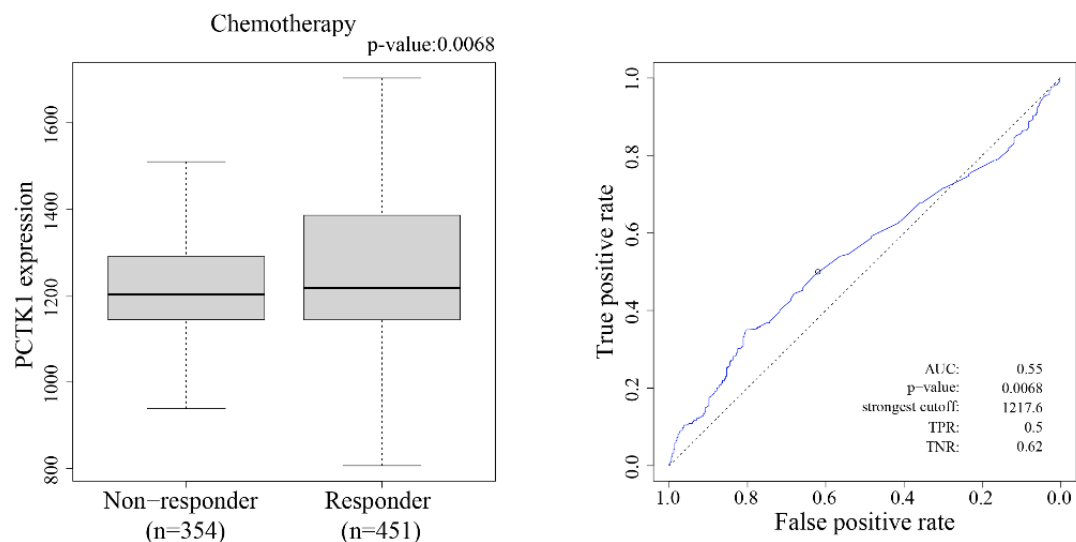 Chemotherapy
p-value:0.0068
PCTK1 expression
1600
1400
1200
1000
800
Non−responder
(n=354)
Responder
(n=451)
True positive rate
1.0
0.8
0.6
0.4
0.2
0.0
AUC: 0.55
p−value: 0.0068
strongest cutoff: 1217.6
TPR: 0.5
TNR: 0.62
1.0 0.8 0.6 0.4 0.2 0.0
False positive rate